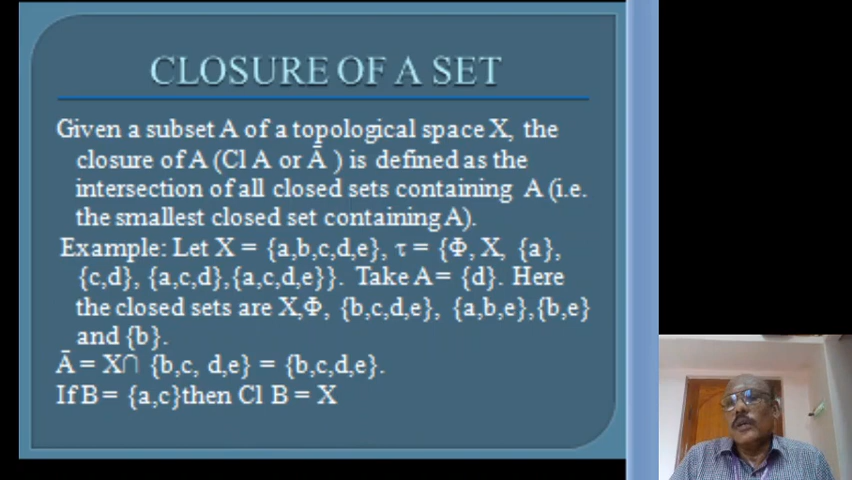 CLOSURE OF A SET
Given a subset A of a topological space X, the
closure of A (Cl A or Ā ) is defined as the
intersection of all closed sets containing A (i.e.
the smallest closed set containing A).
Example: Let X = {a,b,c,d,e}, τ = {Φ, X, {a},
{c,d}, {a,c,d},{a,c,d,e}}. Take A = {d}. Here
the closed sets are X,Φ, {b,c,d,e}, {a,b,e},{b,e}
and {b}.
Ā = X∩ {b,c, d,e} = {b,c,d,e}.
If B = {a,c}then Cl B = X